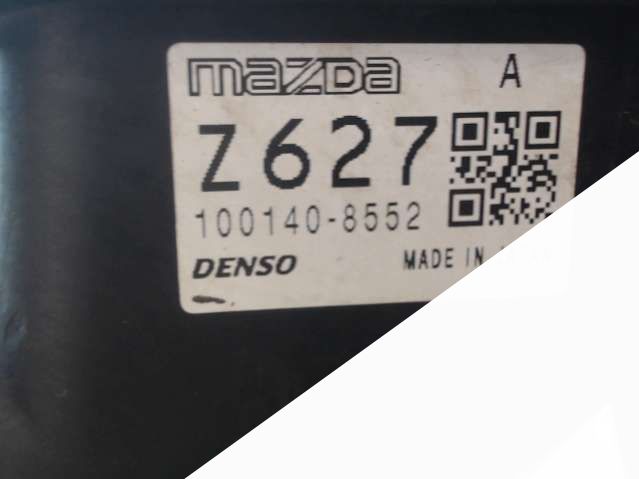 mazda A
Z627
100140-8552
DENSO MADE IN